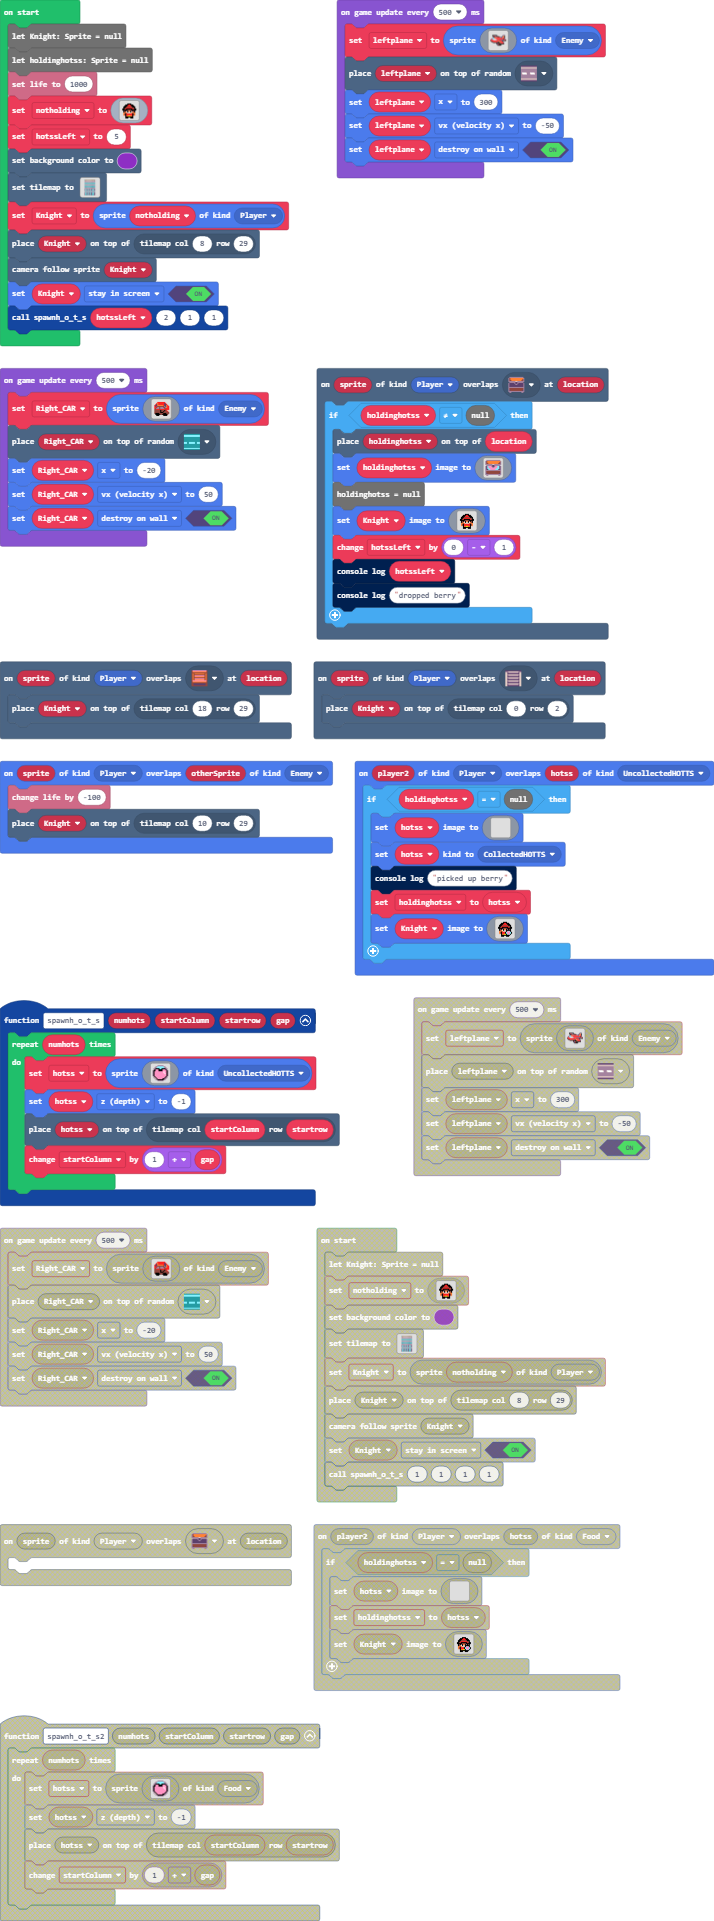 on start
let Knight: Sprite = null
let holdinghotss: Sprite = null
set life to 1000
set notholding ▾ to
set hotssLeft ▾ to 5
set background color to
set tilemap to
set Knight ▾ to sprite notholding ▾ of kind Player ▾
place Knight ▾ on top of tilemap col 8 row 29
camera follow sprite Knight ▾
set Knight ▾ stay in screen ▾ ON
call spawnh_o_t_s hotssLeft ▾ 2 1 1
on game update every 500 ▾ ms
set leftplane ▾ to sprite of kind Enemy ▾
place leftplane ▾ on top of random ▾
set leftplane ▾ x ▾ to 300
set leftplane ▾ vx (velocity x) ▾ to -50
set leftplane ▾ destroy on wall ▾ ON
on game update every 500 ▾ ms
set Right_CAR ▾ to sprite of kind Enemy ▾
place Right_CAR ▾ on top of random ▾
set Right_CAR ▾ x ▾ to -20
set Right_CAR ▾ vx (velocity x) ▾ to 50
set Right_CAR ▾ destroy on wall ▾ ON
on sprite of kind Player ▾ overlaps ▾ at location
if holdinghotss ▾ ≠ ▾ null then
place holdinghotss ▾ on top of location
set holdinghotss ▾ image to
holdinghotss = null
set Knight ▾ image to
change hotssLeft ▾ by 0 - ▾ 1
console log hotssLeft ▾
console log "dropped berry"
on sprite of kind Player ▾ overlaps ▾ at location
place Knight ▾ on top of tilemap col 18 row 29
on sprite of kind Player ▾ overlaps ▾ at location
place Knight ▾ on top of tilemap col 0 row 2
on sprite of kind Player ▾ overlaps otherSprite of kind Enemy ▾
change life by -100
place Knight ▾ on top of tilemap col 10 row 29
on player2 of kind Player ▾ overlaps hotss of kind UncollectedHOTTS ▾
if holdinghotss ▾ = ▾ null then
set hotss ▾ image to
set hotss ▾ kind to CollectedHOTTS ▾
console log "picked up berry"
set holdinghotss ▾ to hotss ▾
set Knight ▾ image to
function spawnh_o_t_s numhots startColumn startrow gap
repeat numhots times
do
set hotss ▾ to sprite of kind UncollectedHOTTS ▾
set hotss ▾ z (depth) ▾ to -1
place hotss ▾ on top of tilemap col startColumn row startrow
change startColumn ▾ by 1 + ▾ gap
on game update every 500 ▾ ms
set leftplane ▾ to sprite of kind Enemy ▾
place leftplane ▾ on top of random ▾
set leftplane ▾ x ▾ to 300
set leftplane ▾ vx (velocity x) ▾ to -50
set leftplane ▾ destroy on wall ▾ ON
on game update every 500 ▾ ms
set Right_CAR ▾ to sprite of kind Enemy ▾
place Right_CAR ▾ on top of random ▾
set Right_CAR ▾ x ▾ to -20
set Right_CAR ▾ vx (velocity x) ▾ to 50
set Right_CAR ▾ destroy on wall ▾ ON
on start
let Knight: Sprite = null
set notholding ▾ to
set background color to
set tilemap to
set Knight ▾ to sprite notholding ▾ of kind Player ▾
place Knight ▾ on top of tilemap col 8 row 29
camera follow sprite Knight ▾
set Knight ▾ stay in screen ▾ ON
call spawnh_o_t_s 1 1 1 1
on sprite of kind Player ▾ overlaps ▾ at location
on player2 of kind Player ▾ overlaps hotss of kind Food ▾
if holdinghotss ▾ = ▾ null then
set hotss ▾ image to
set holdinghotss ▾ to hotss ▾
set Knight ▾ image to
function spawnh_o_t_s2 numhots startColumn startrow gap
repeat numhots times
do
set hotss ▾ to sprite of kind Food ▾
set hotss ▾ z (depth) ▾ to -1
place hotss ▾ on top of tilemap col startColumn row startrow
change startColumn ▾ by 1 + ▾ gap